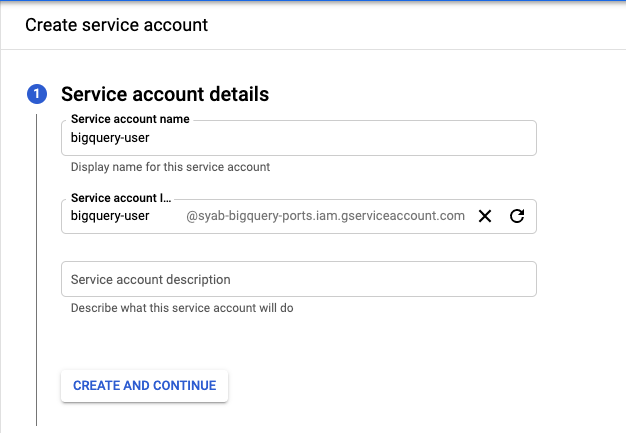 Create service account
1 Service account details
Service account name
bigquery-user
Display name for this service account
Service account I...
bigquery-user @syab-bigquery-ports.iam.gserviceaccount.com
Service account description
Describe what this service account will do
CREATE AND CONTINUE